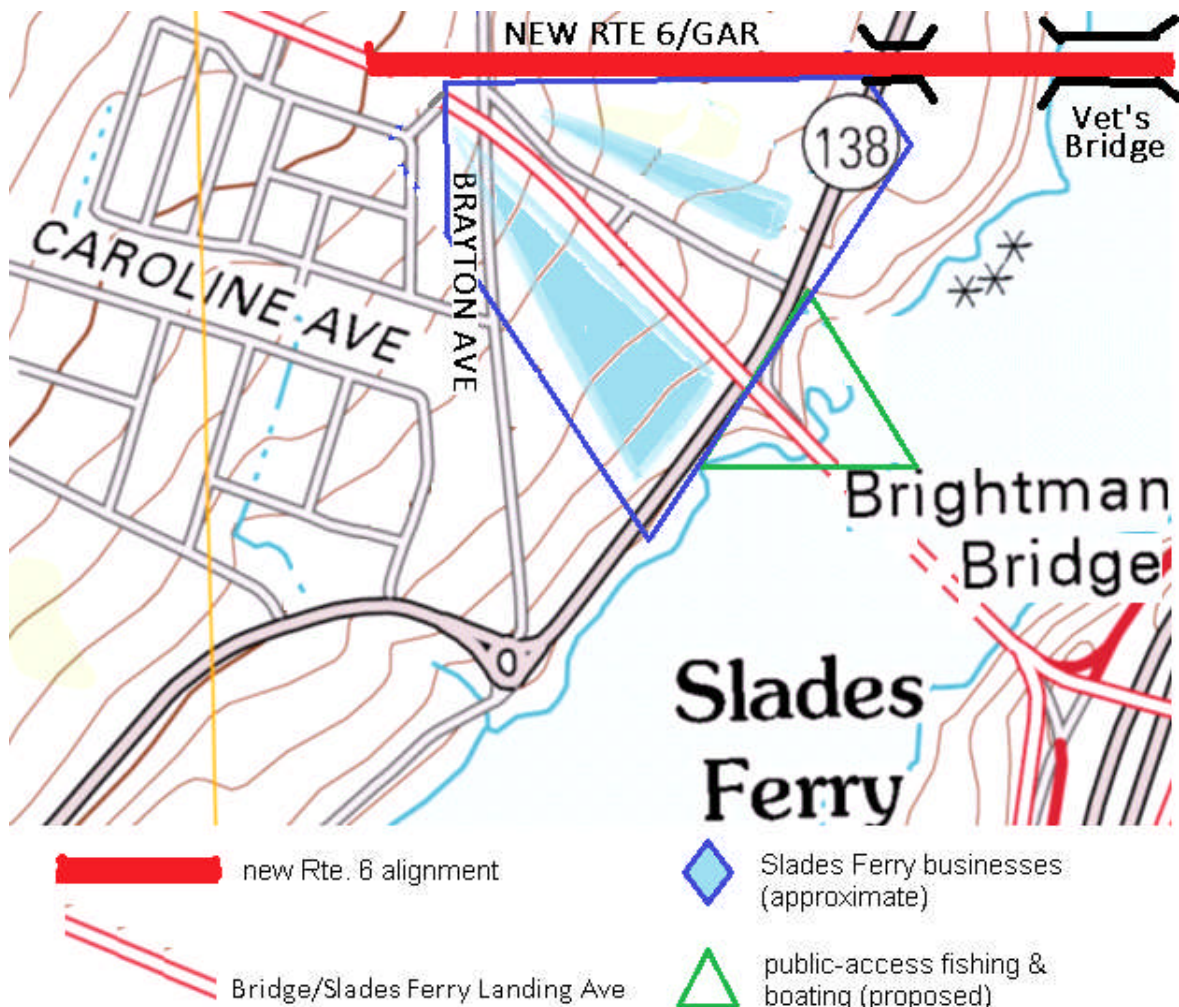 NEW RTE 6/GAR
Vet's
Bridge
138
BRAYTON AVE
CAROLINE AVE
Brightman
Bridge
Slades
Ferry
new Rte. 6 alignment
Slades Ferry businesses
(approximate)
Bridge/Slades Ferry Landing Ave
public-access fishing &
boating (proposed)